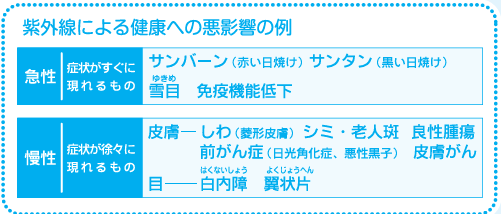 紫外線による健康への悪影響の例
急性
症状がすぐに
現れるもの
サンバーン（赤い日焼け） サンタン（黒い日焼け）
ゆきめ
雪目 免疫機能低下
慢性
症状が徐々に
現れるもの
皮膚―しわ（菱形皮膚） シミ・老人斑 良性腫瘍
前がん症（日光角化症、悪性黒子） 皮膚がん
はくないしょう よくじょうへん
目――白内障 翼状片